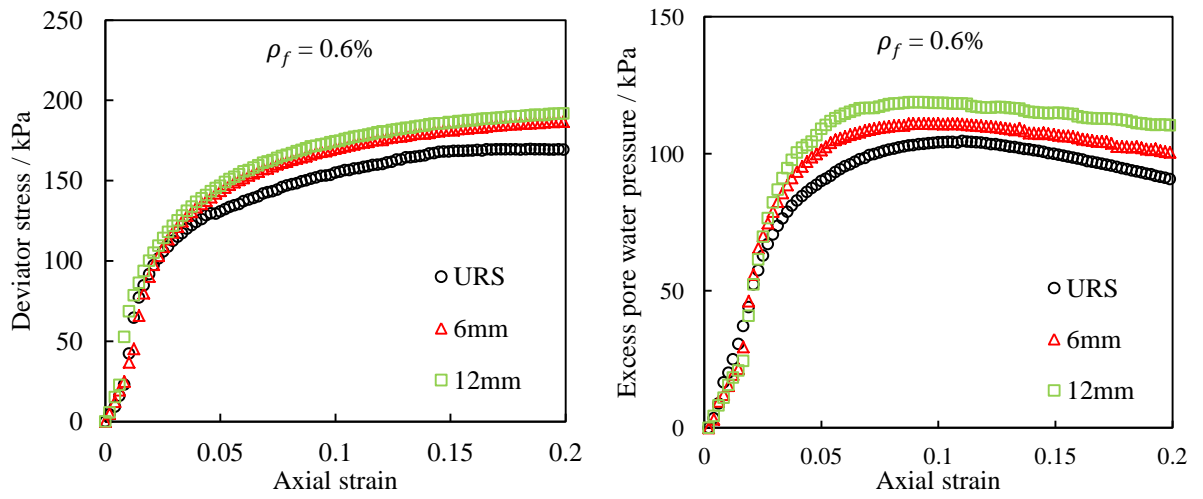 Deviator stress / kPa
250
200
150
100
50
0
ρ_f = 0.6%
URS
6mm
12mm
0 0.05 0.1 0.15 0.2
Axial strain
Excess pore water pressure / kPa
150
100
50
0
ρ_f = 0.6%
URS
6mm
12mm
0 0.05 0.1 0.15 0.2
Axial strain